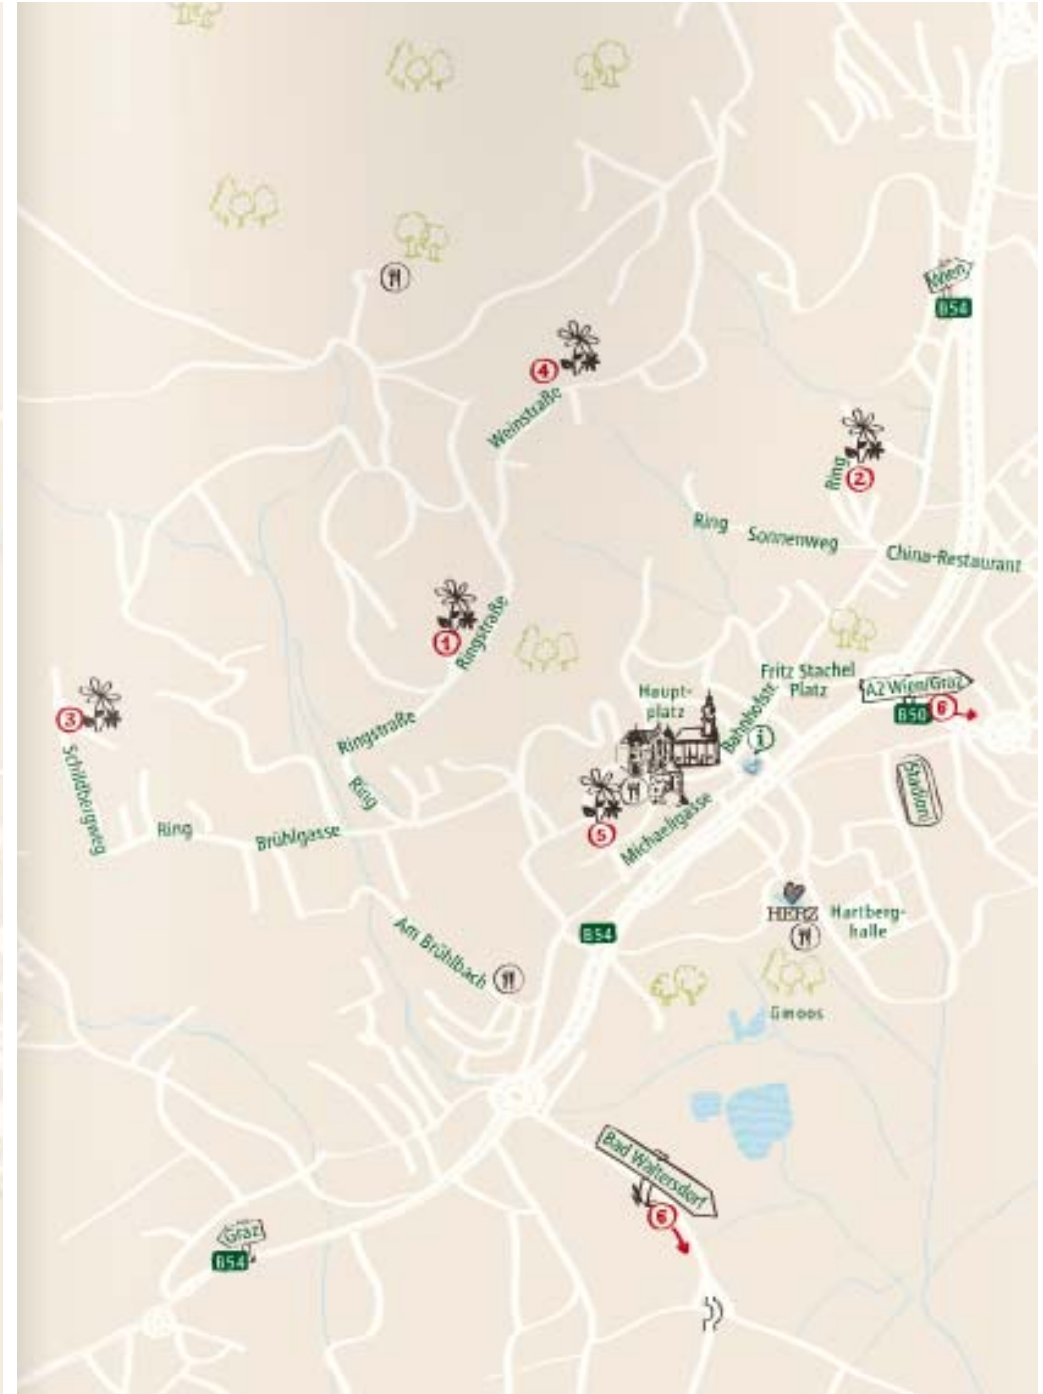 Wien
B54
4
Weinstraße
Ring
2
Ring
Sonnenweg
China-Restaurant
1
Ringstraße
Fritz Stachel
Platz
A2 Wien/Graz
B50
6
Haupt-
platz
Bahnhofstr.
i
3
Schildbergweg
Ringstraße
Ring
Stadion
5
Michaeligasse
Ring
Brühlgasse
HERZ
Hartberg-
halle
B54
Am Brühlbach
Gmoos
Bad Waltersdorf
6
Graz
B54